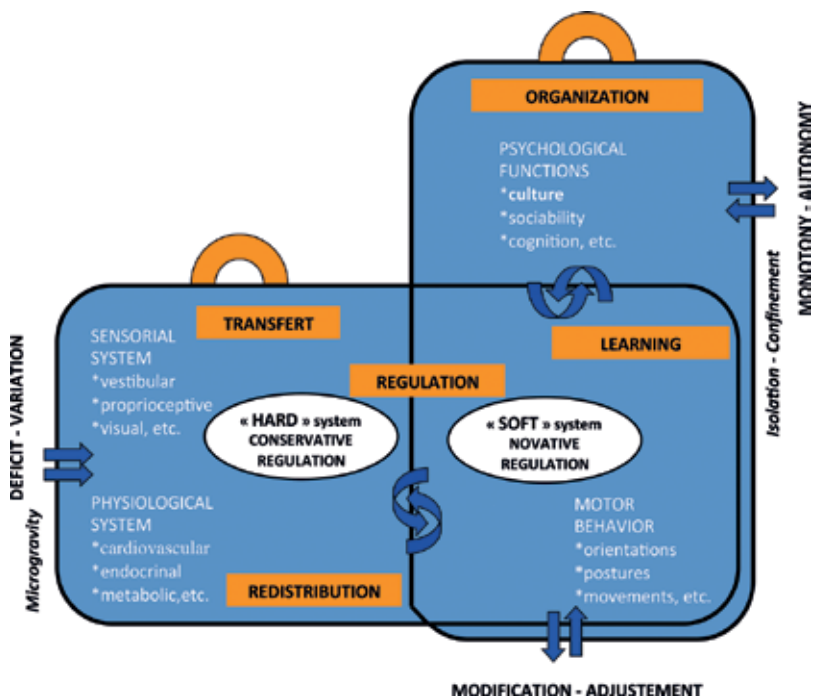 ORGANIZATION
PSYCHOLOGICAL
FUNCTIONS
*culture
*sociability
*cognition, etc.
MONOTONY - AUTONOMY
Isolation - Confinement
TRANSFERT
SENSORIAL
SYSTEM
*vestibular
*proprioceptive
*visual, etc.
LEARNING
REGULATION
« HARD » system
CONSERVATIVE
REGULATION
« SOFT » system
NOVATIVE
REGULATION
DEFICIT - VARIATION
Microgravity
PHYSIOLOGICAL
SYSTEM
*cardiovascular
*endocrinal
*metabolic,etc.
REDISTRIBUTION
MOTOR
BEHAVIOR
*orientations
*postures
*movements, etc.
MODIFICATION - ADJUSTEMENT